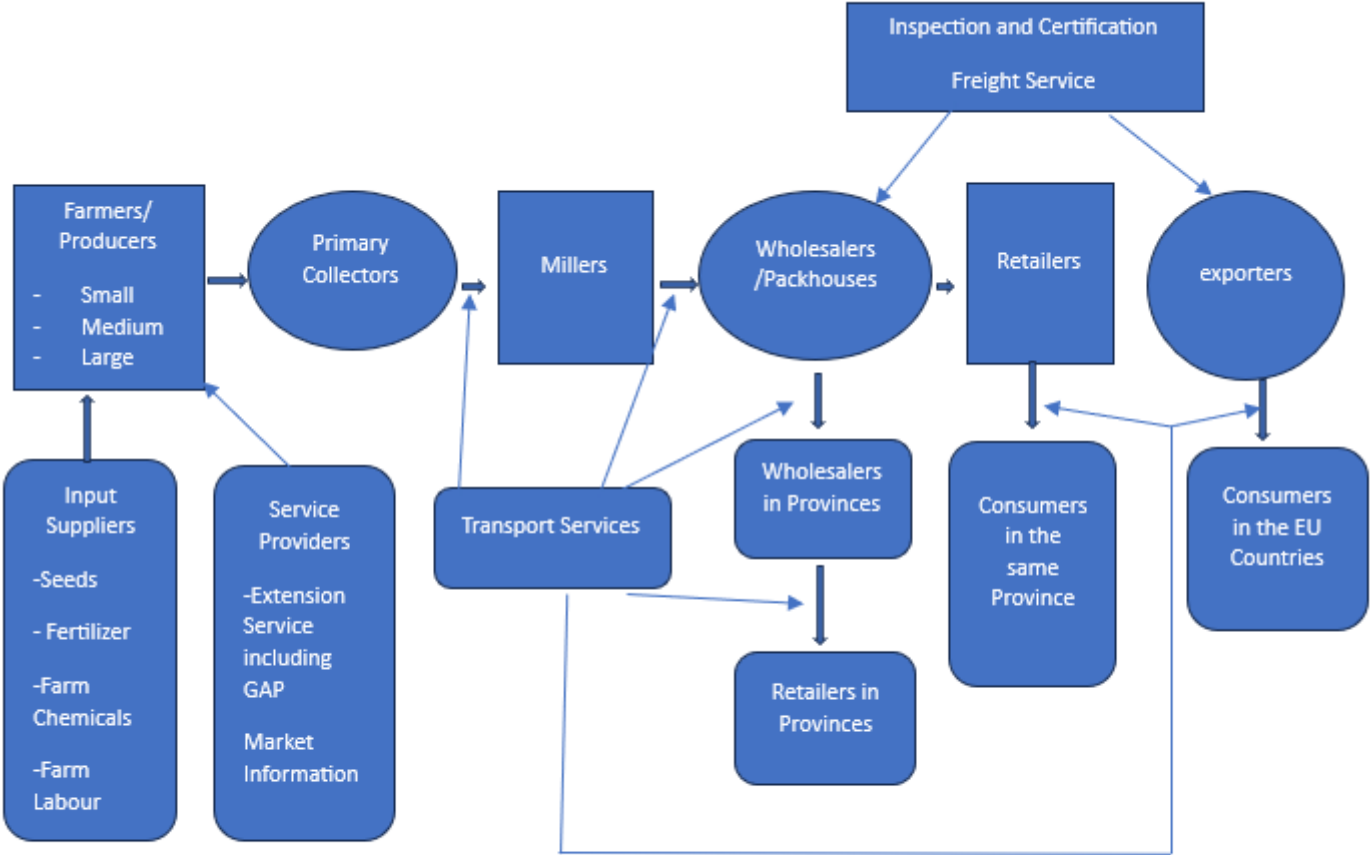 Inspection and Certification
Freight Service
Farmers/
Producers
- Small
- Medium
- Large
Primary
Collectors
Millers
Wholesalers
/Packhouses
Retailers
exporters
Input
Suppliers
-Seeds
- Fertilizer
-Farm
Chemicals
-Farm
Labour
Service
Providers
-Extension
Service
including
GAP
Market
Information
Transport Services
Wholesalers
in Provinces
Retailers in
Provinces
Consumers
in the
same
Province
Consumers
in the EU
Countries